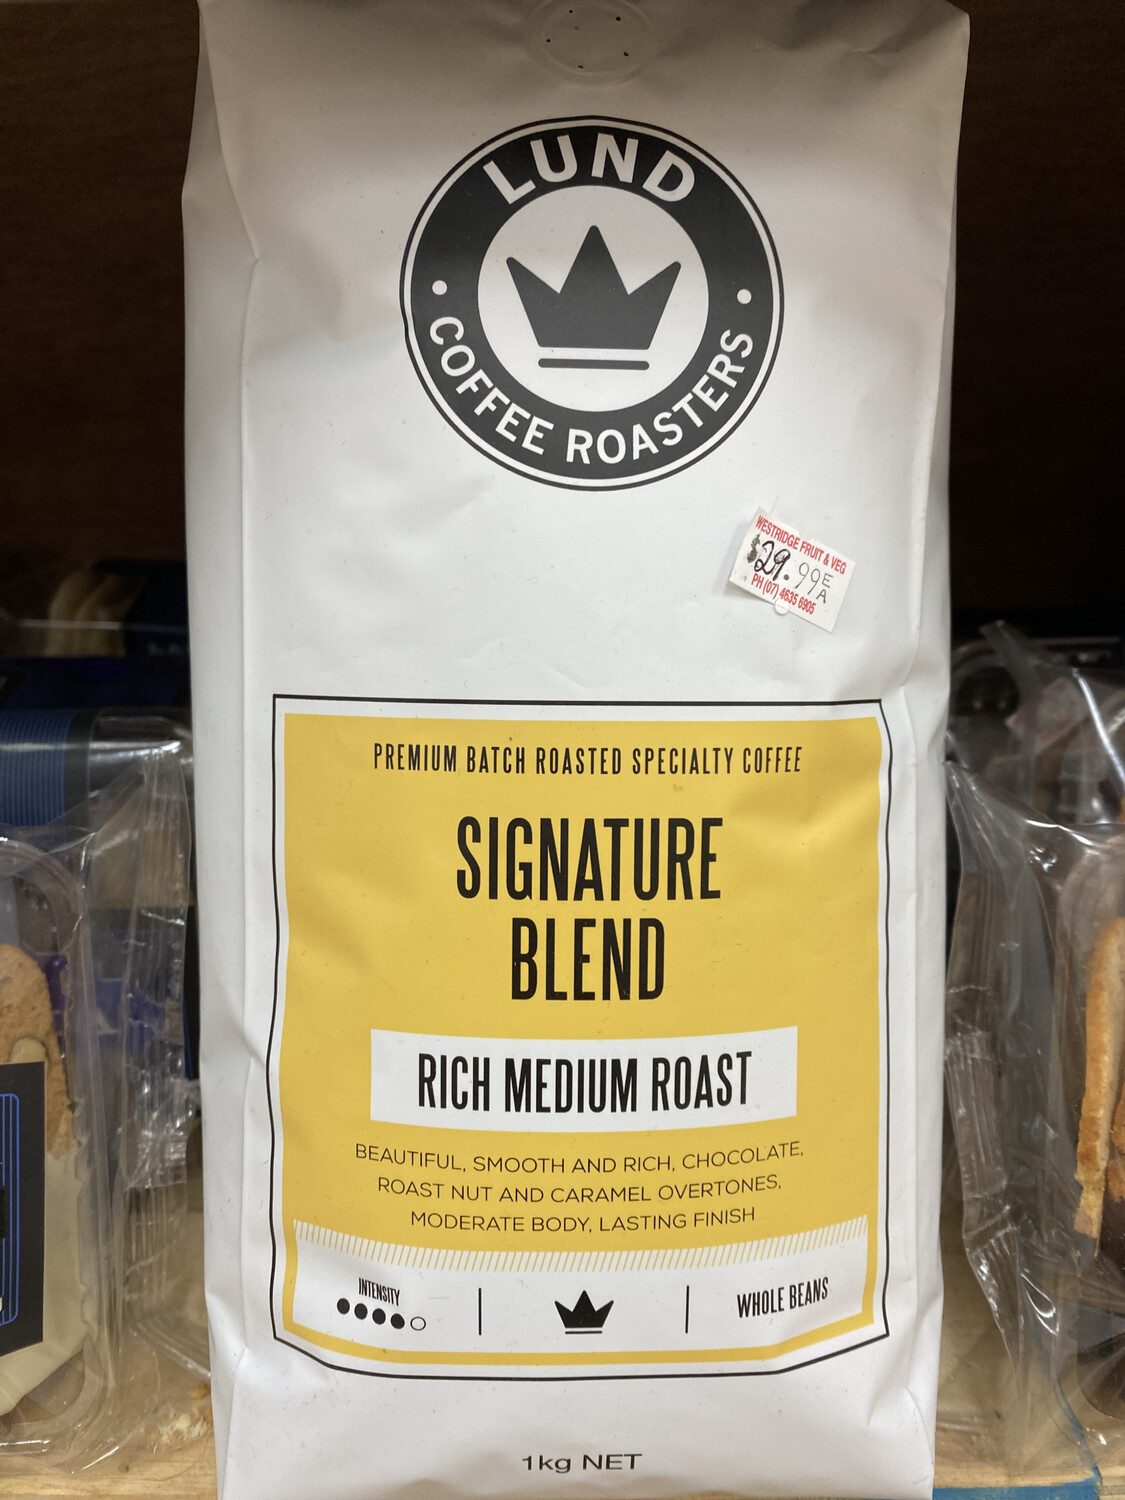 LUND
COFFEE ROASTERS
WESTRIDGE FRUIT & VEG
$29.99 EA
PH (07) 4635 6905
PREMIUM BATCH ROASTED SPECIALTY COFFEE
SIGNATURE
BLEND
RICH MEDIUM ROAST
BEAUTIFUL, SMOOTH AND RICH, CHOCOLATE,
ROAST NUT AND CARAMEL OVERTONES,
MODERATE BODY, LASTING FINISH
INTENSITY
WHOLE BEANS
1kg NET